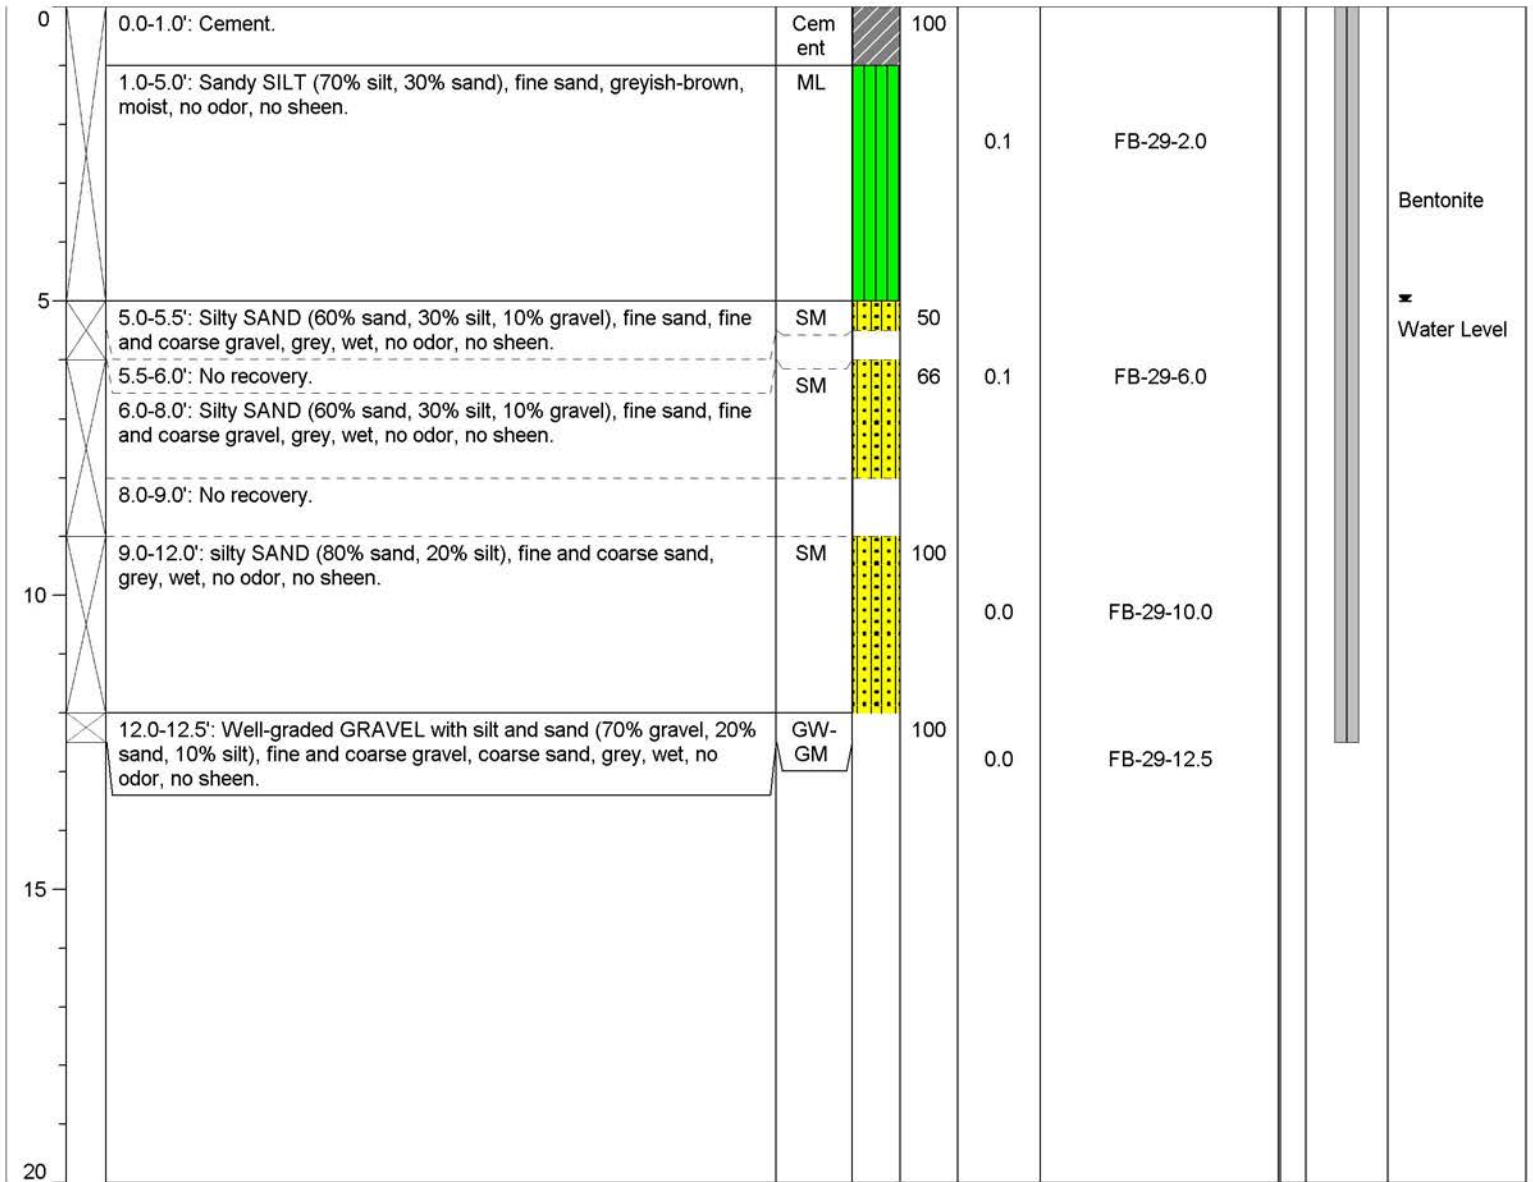 0
0.0-1.0': Cement.
Cem
ent
100
1.0-5.0': Sandy SILT (70% silt, 30% sand), fine sand, greyish-brown,
moist, no odor, no sheen.
ML
0.1
FB-29-2.0
Bentonite
5
5.0-5.5': Silty SAND (60% sand, 30% silt, 10% gravel), fine sand, fine
and coarse gravel, grey, wet, no odor, no sheen.
SM
50
Water Level
5.5-6.0': No recovery.
SM
66
0.1
FB-29-6.0
6.0-8.0': Silty SAND (60% sand, 30% silt, 10% gravel), fine sand, fine
and coarse gravel, grey, wet, no odor, no sheen.
8.0-9.0': No recovery.
9.0-12.0': silty SAND (80% sand, 20% silt), fine and coarse sand,
grey, wet, no odor, no sheen.
SM
100
10
0.0
FB-29-10.0
12.0-12.5': Well-graded GRAVEL with silt and sand (70% gravel, 20%
sand, 10% silt), fine and coarse gravel, coarse sand, grey, wet, no
odor, no sheen.
GW-
GM
100
0.0
FB-29-12.5
15
20